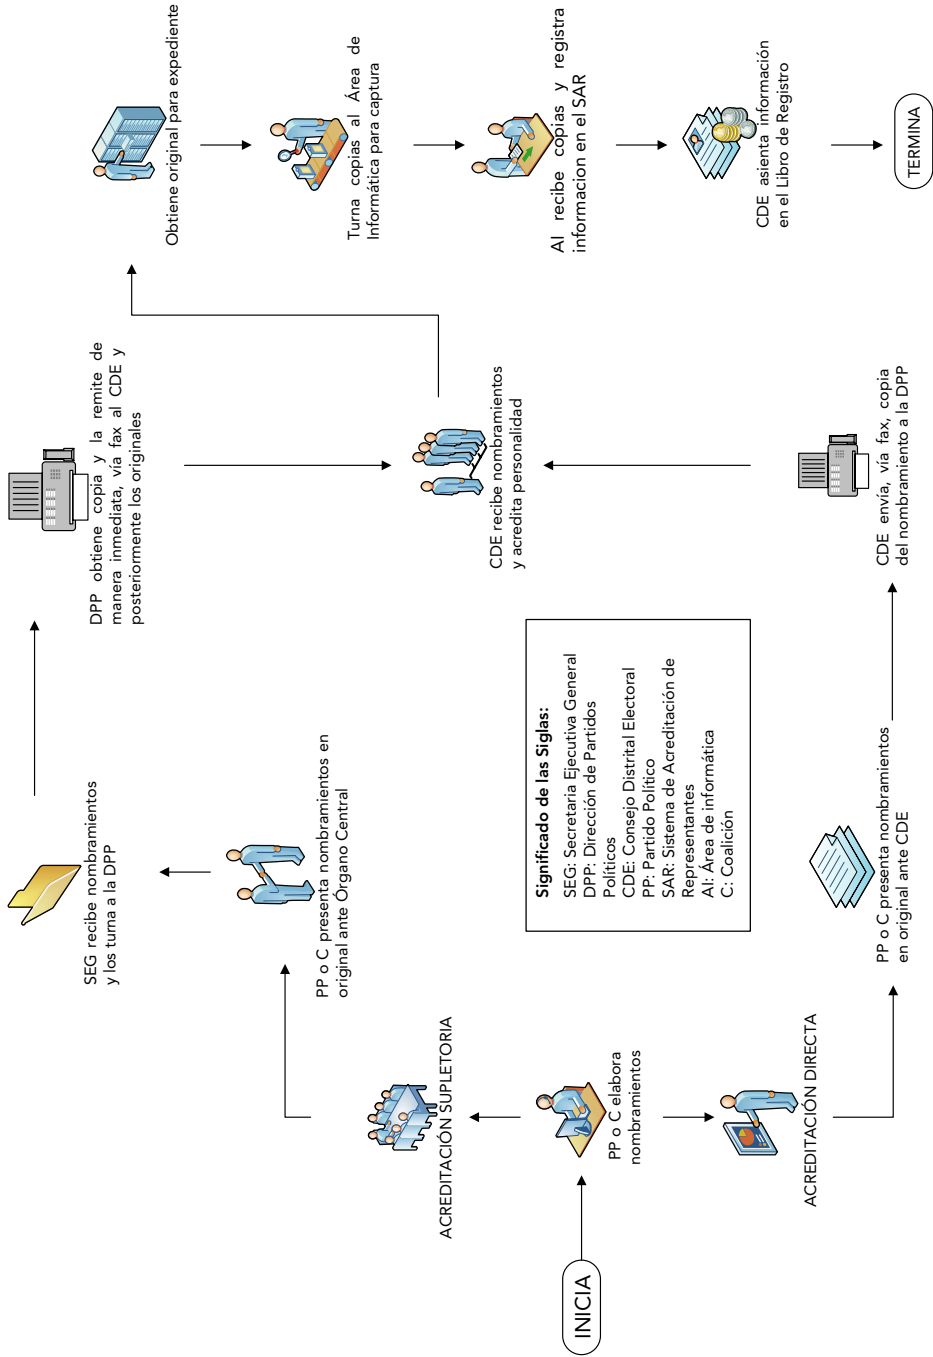 INICIA
PP o C elabora
nombramientos
ACREDITACIÓN SUPLETORIA
PP o C presenta nombramientos en
original ante Órgano Central
SEG recibe nombramientos
y los turna a la DPP
DPP obtiene copia y la remite de
manera inmediata, vía fax al CDE y
posteriormente los originales
ACREDITACIÓN DIRECTA
PP o C presenta nombramientos
en original ante CDE
CDE envía, vía fax, copia
del nombramiento a la DPP
CDE recibe nombramientos
y acredita personalidad
Obtiene original para expediente
Turna copias al Área de
Informática para captura
AI recibe copias y registra
informacion en el SAR
CDE asienta información
en el Libro de Registro
TERMINA
Significado de las Siglas:
SEG: Secretaria Ejecutiva General
DPP: Dirección de Partidos
Políticos
CDE: Consejo Distrital Electoral
PP: Partido Político
SAR: Sistema de Acreditación de
Representantes
AI: Área de informática
C: Coalición